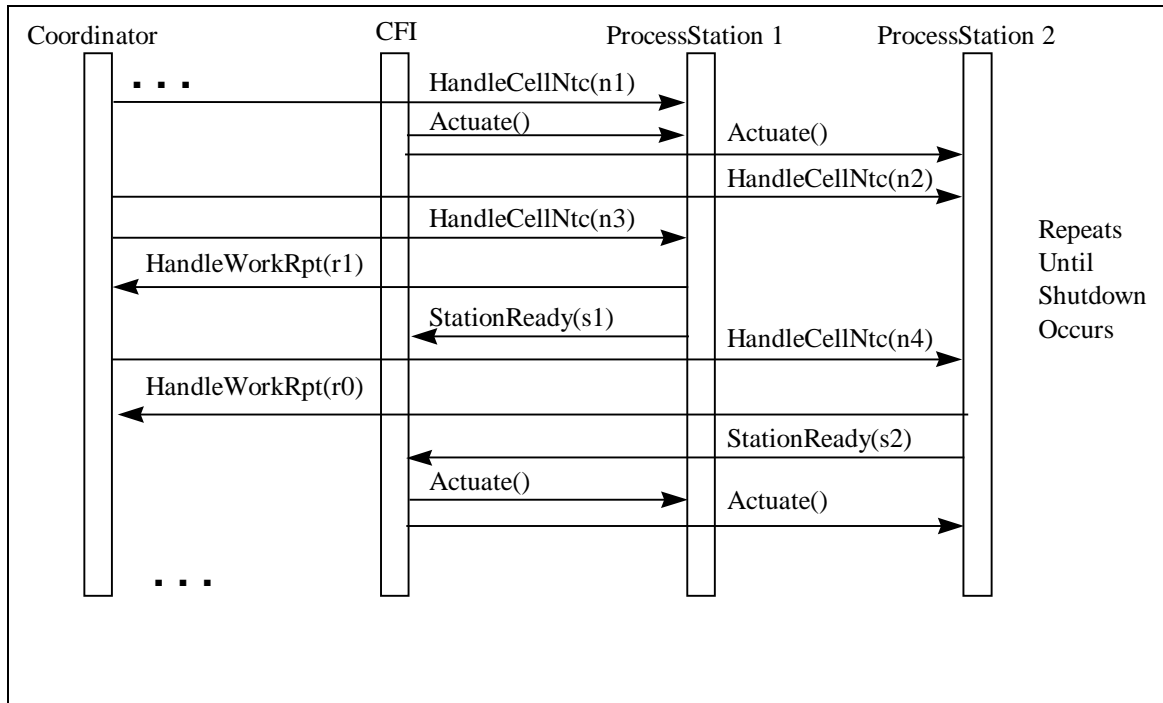 Coordinator
CFI
ProcessStation 1
ProcessStation 2
. . .
HandleCellNtc(n1)
Actuate()
Actuate()
HandleCellNtc(n2)
HandleCellNtc(n3)
HandleWorkRpt(r1)
StationReady(s1)
HandleCellNtc(n4)
HandleWorkRpt(r0)
StationReady(s2)
Actuate()
Actuate()
. . .
Repeats
Until
Shutdown
Occurs